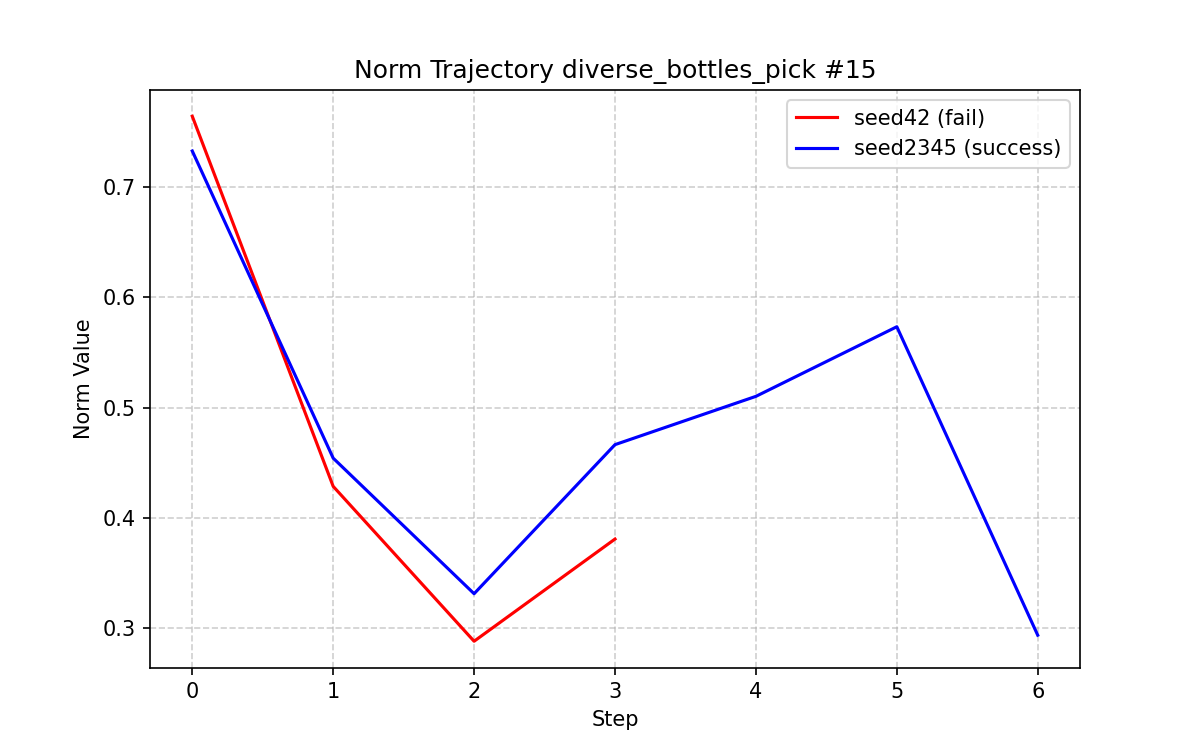 Norm Trajectory diverse_bottles_pick #15
seed42 (fail)
seed2345 (success)
Norm Value
0.7
0.6
0.5
0.4
0.3
0 1 2 3 4 5 6
Step